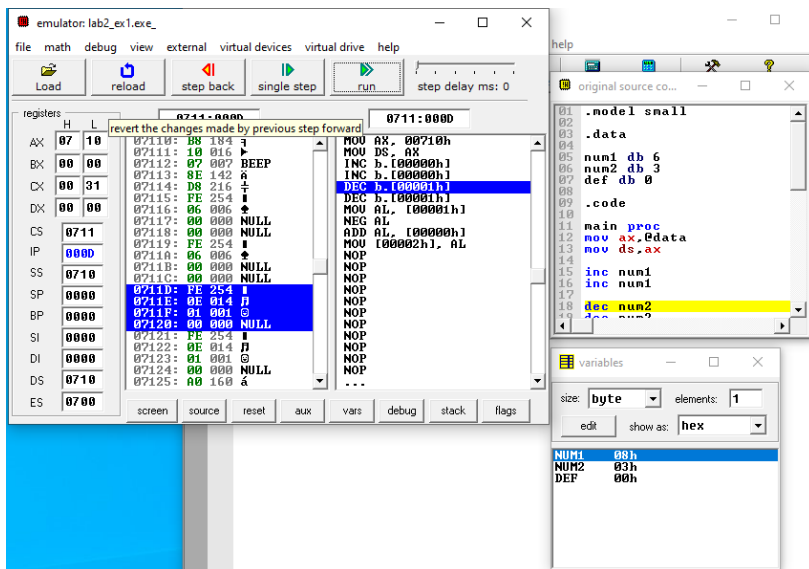 emulator: lab2_ex1.exe_
file math debug view external virtual devices virtual drive help
Load reload step back single step run step delay ms: 0
registers
H L
AX 07 10
BX 00 00
CX 00 31
DX 00 00
CS 0711
IP 000D
SS 0710
SP 0000
BP 0000
SI 0000
DI 0000
DS 0710
ES 0700
0711:000D
0711:000D
revert the changes made by previous step forward
07110: B8 184 ╕
07111: 10 016 ►
07112: 07 007 BEEP
07113: 8E 142 Ä
07114: D8 216 ╪
07115: FE 254 ■
07116: 06 006 ♠
07117: 00 000 NULL
07118: 00 000 NULL
07119: FE 254 ■
0711A: 06 006 ♠
0711B: 00 000 NULL
0711C: 00 000 NULL
0711D: FE 254 ■
0711E: 0E 014 ♫
0711F: 01 001 ☺
07120: 00 000 NULL
07121: FE 254 ■
07122: 0E 014 ♫
07123: 01 001 ☺
07124: 00 000 NULL
07125: A0 160 á
MOV AX, 00710h
MOV DS, AX
INC b.[00000h]
INC b.[00000h]
DEC b.[00001h]
DEC b.[00001h]
MOV AL, [00001h]
NEG AL
ADD AL, [00000h]
MOV [00002h], AL
NOP
NOP
NOP
NOP
NOP
NOP
NOP
NOP
NOP
NOP
NOP
...
screen source reset aux vars debug stack flags
help
original source co...
01 .model small
02
03 .data
04
05 num1 db 6
06 num2 db 3
07 def db 0
08
09 .code
10
11 main proc
12 mov ax,@data
13 mov ds,ax
14
15 inc num1
16 inc num1
17
18 dec num2
19 dec num2
variables
size: byte elements: 1
edit show as: hex
NUM1 08h
NUM2 03h
DEF 00h